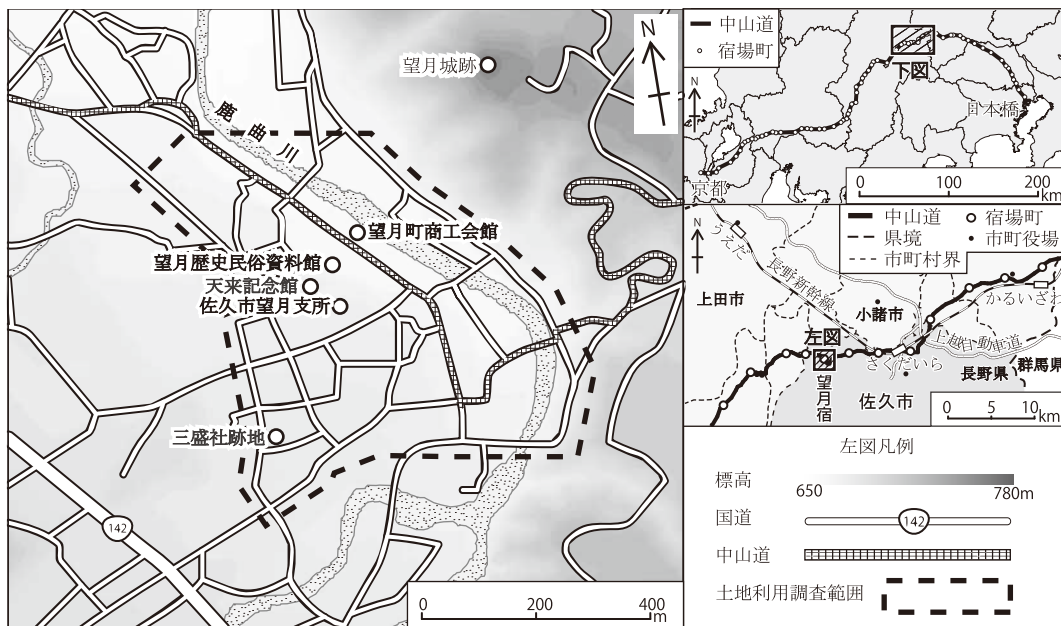 N
望月城跡
鹿曲川
望月町商工会館
望月歴史民俗資料館
天来記念館
佐久市望月支所
三盛社跡地
142
0 200 400
m
中山道
宿場町
下図
N
日本橋
京都
0 100 200
km
中山道
宿場町
県境
市町役場
市町村界
N
うえだ
長野新幹線
上田市
小諸市
かるいざわ
上越自動車道
左図
さくだいら
長野県
群馬県
望月宿
佐久市
0 5 10
km
左図凡例
標高
650
780m
国道
142
中山道
土地利用調査範囲